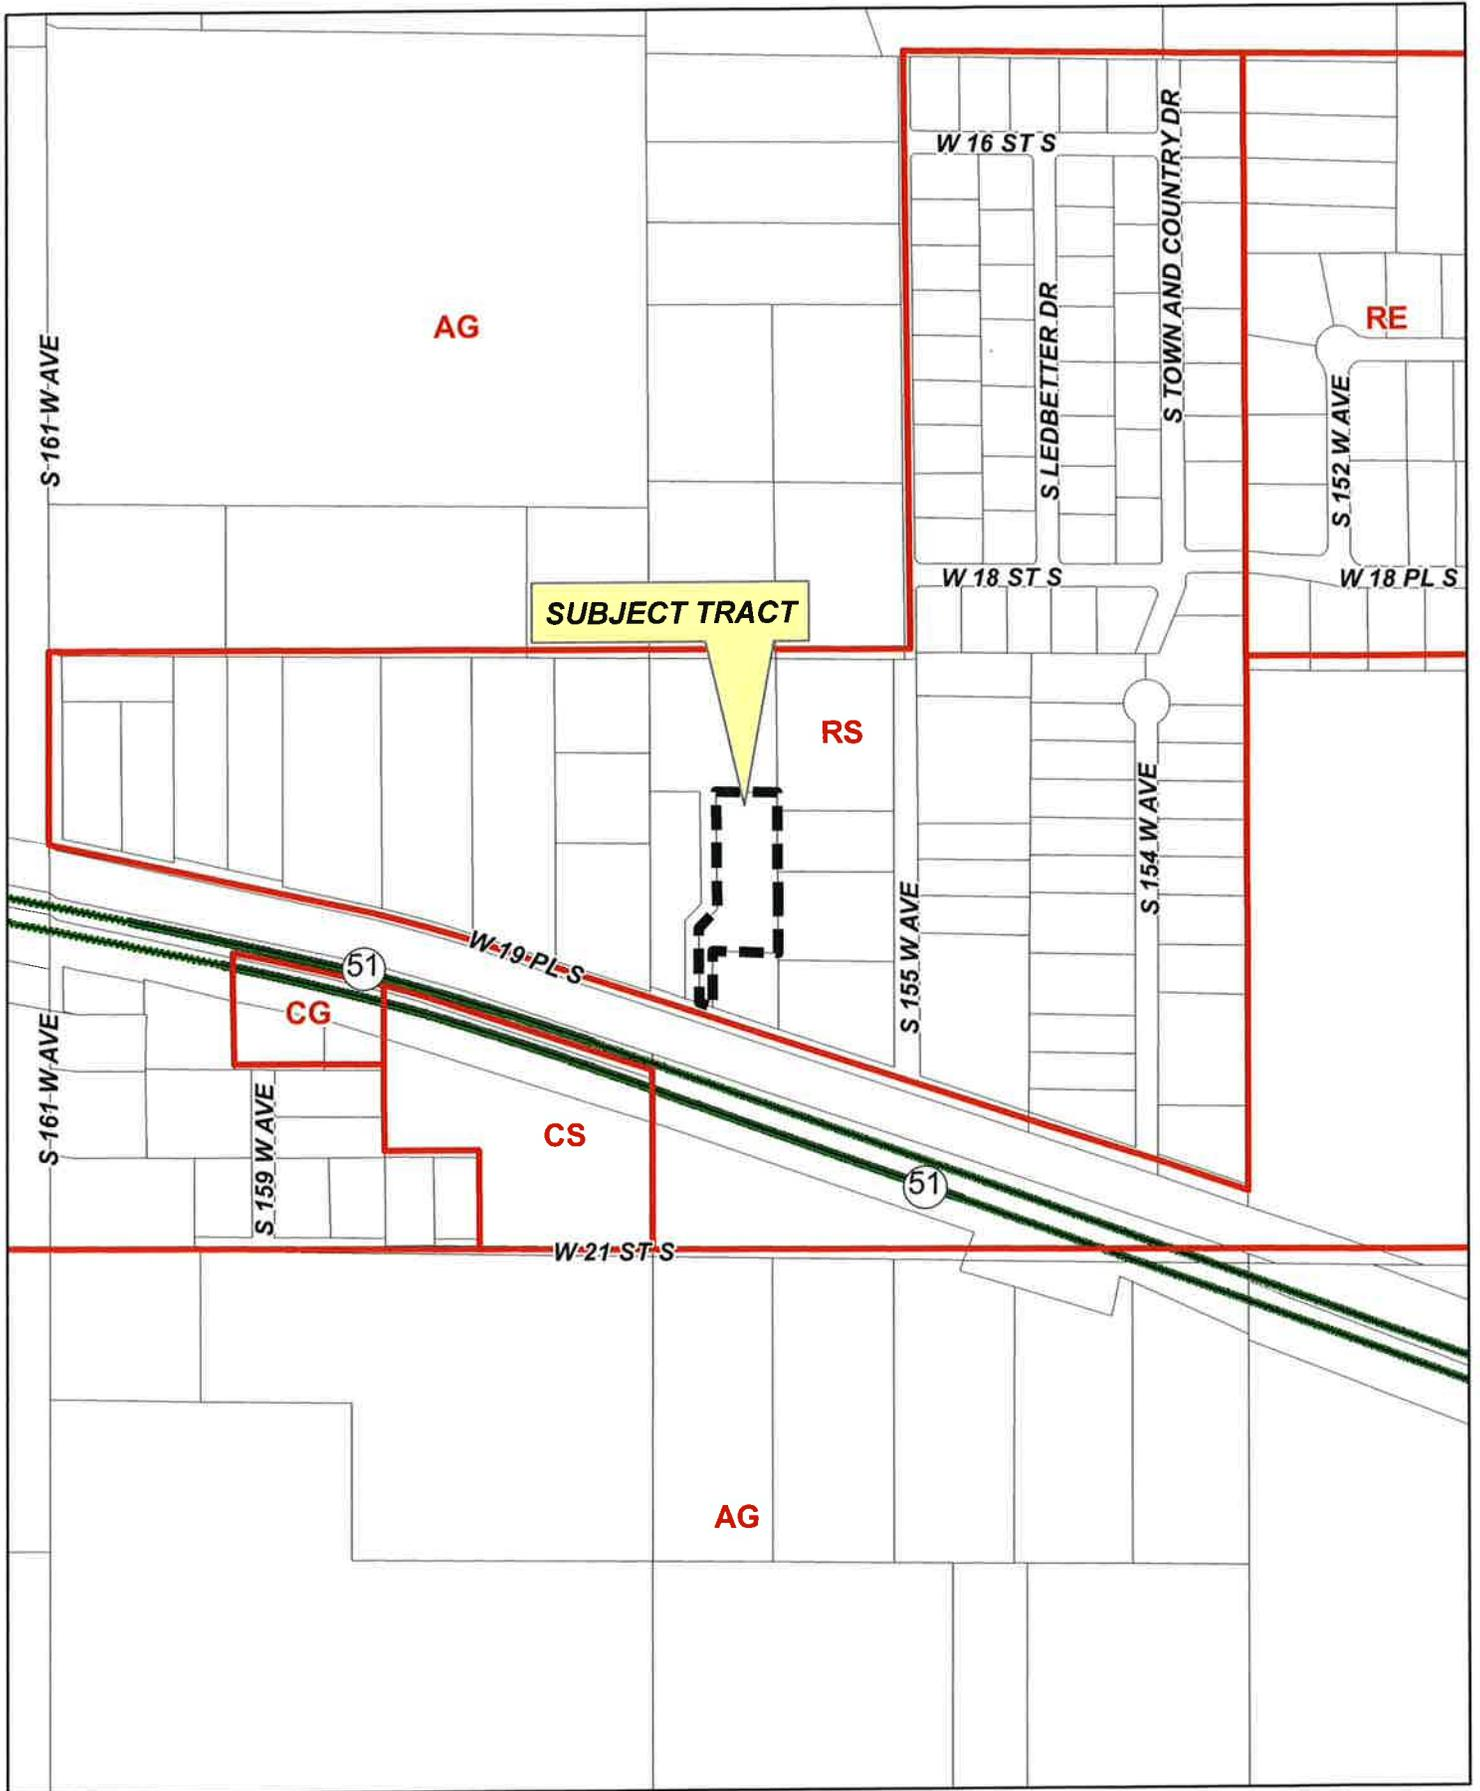 W 16 ST S
S TOWN AND COUNTRY DR
AG
RE
S 161 W AVE
S LEDBETTER DR
S 152 W AVE
W 18 ST S
W 18 PL S
SUBJECT TRACT
RS
S 154 W AVE
S 155 W AVE
W 19 PL S
51
CG
S 161 W AVE
S 159 W AVE
CS
51
W 21 ST S
AG